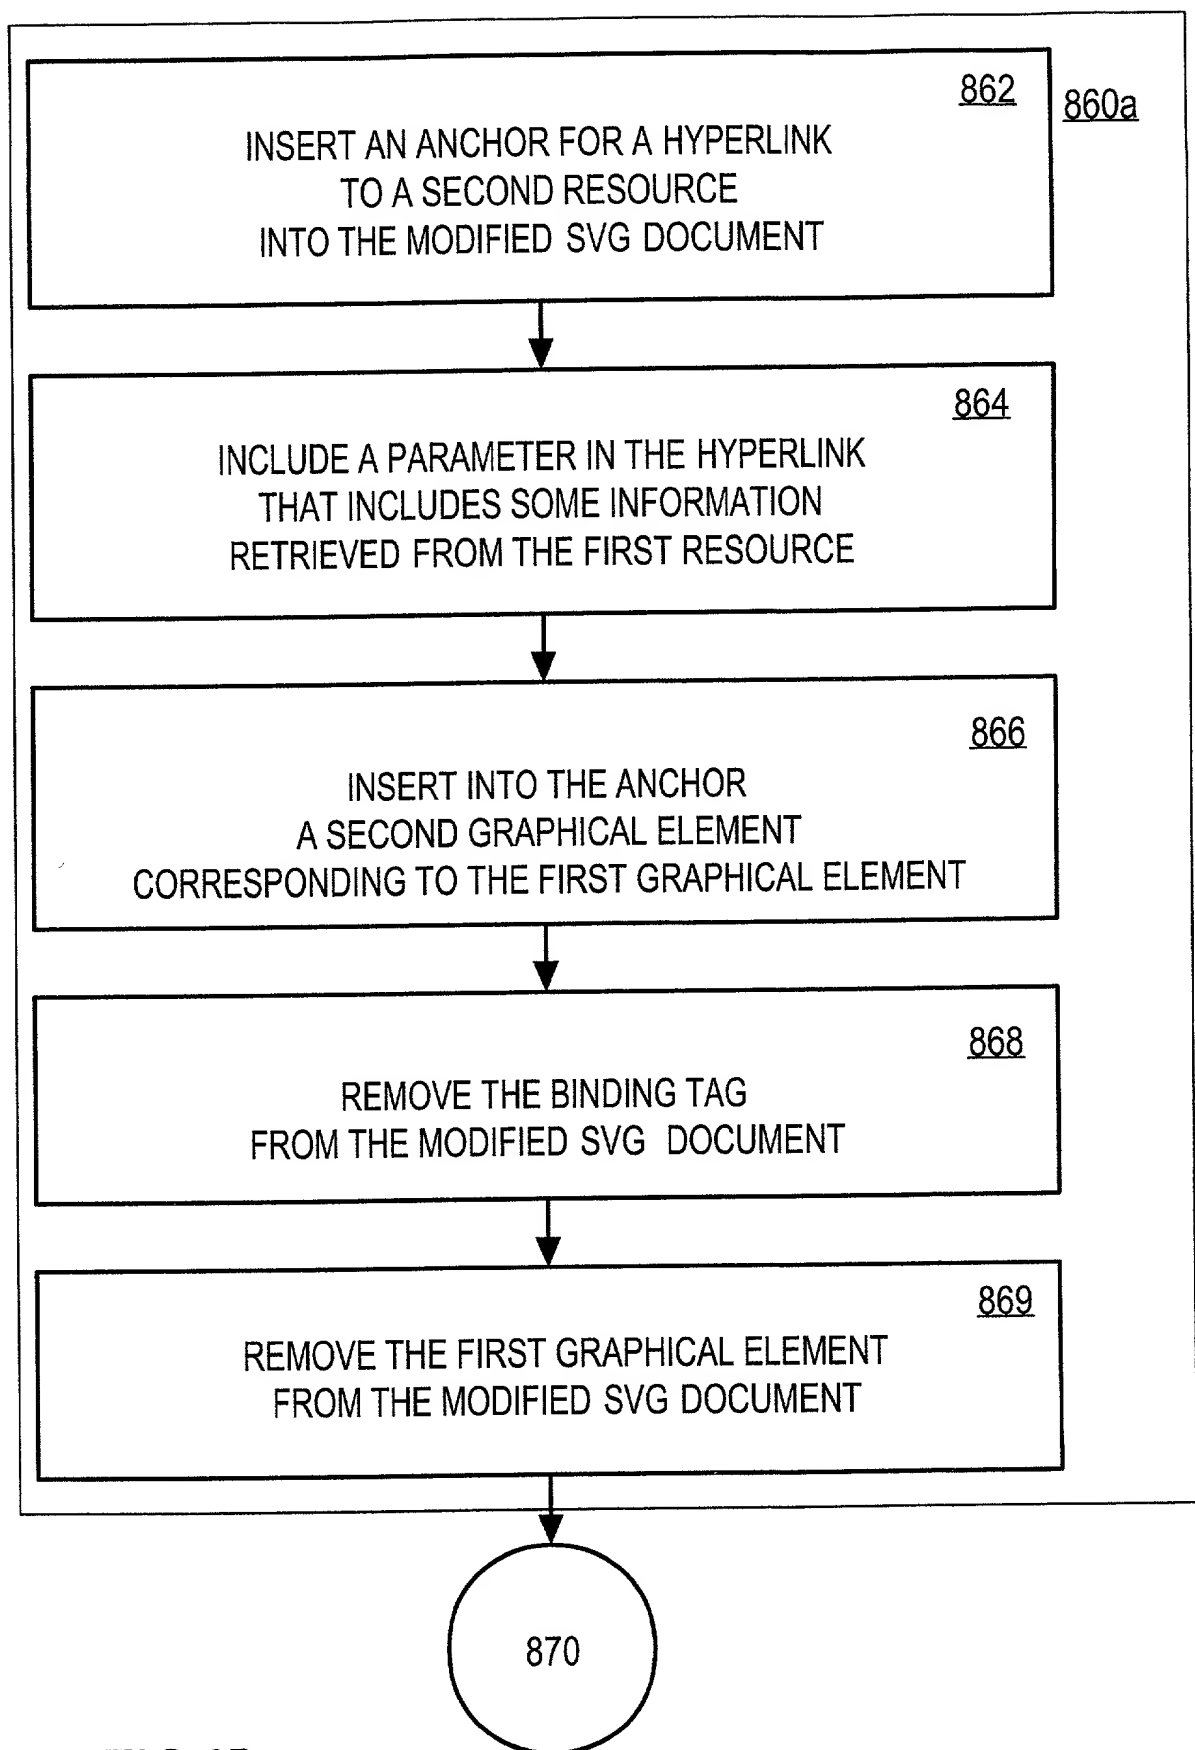 862
860a
INSERT AN ANCHOR FOR A HYPERLINK
TO A SECOND RESOURCE
INTO THE MODIFIED SVG DOCUMENT
864
INCLUDE A PARAMETER IN THE HYPERLINK
THAT INCLUDES SOME INFORMATION
RETRIEVED FROM THE FIRST RESOURCE
866
INSERT INTO THE ANCHOR
A SECOND GRAPHICAL ELEMENT
CORRESPONDING TO THE FIRST GRAPHICAL ELEMENT
868
REMOVE THE BINDING TAG
FROM THE MODIFIED SVG DOCUMENT
869
REMOVE THE FIRST GRAPHICAL ELEMENT
FROM THE MODIFIED SVG DOCUMENT
870